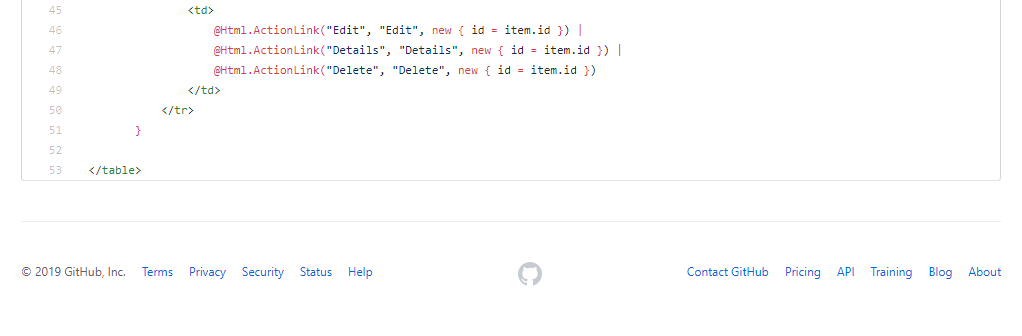 45 <td>
46 @Html.ActionLink("Edit", "Edit", new { id = item.id }) |
47 @Html.ActionLink("Details", "Details", new { id = item.id }) |
48 @Html.ActionLink("Delete", "Delete", new { id = item.id })
49 </td>
50 </tr>
51 }
52
53 </table>
© 2019 GitHub, Inc. Terms Privacy Security Status Help Contact GitHub Pricing API Training Blog About